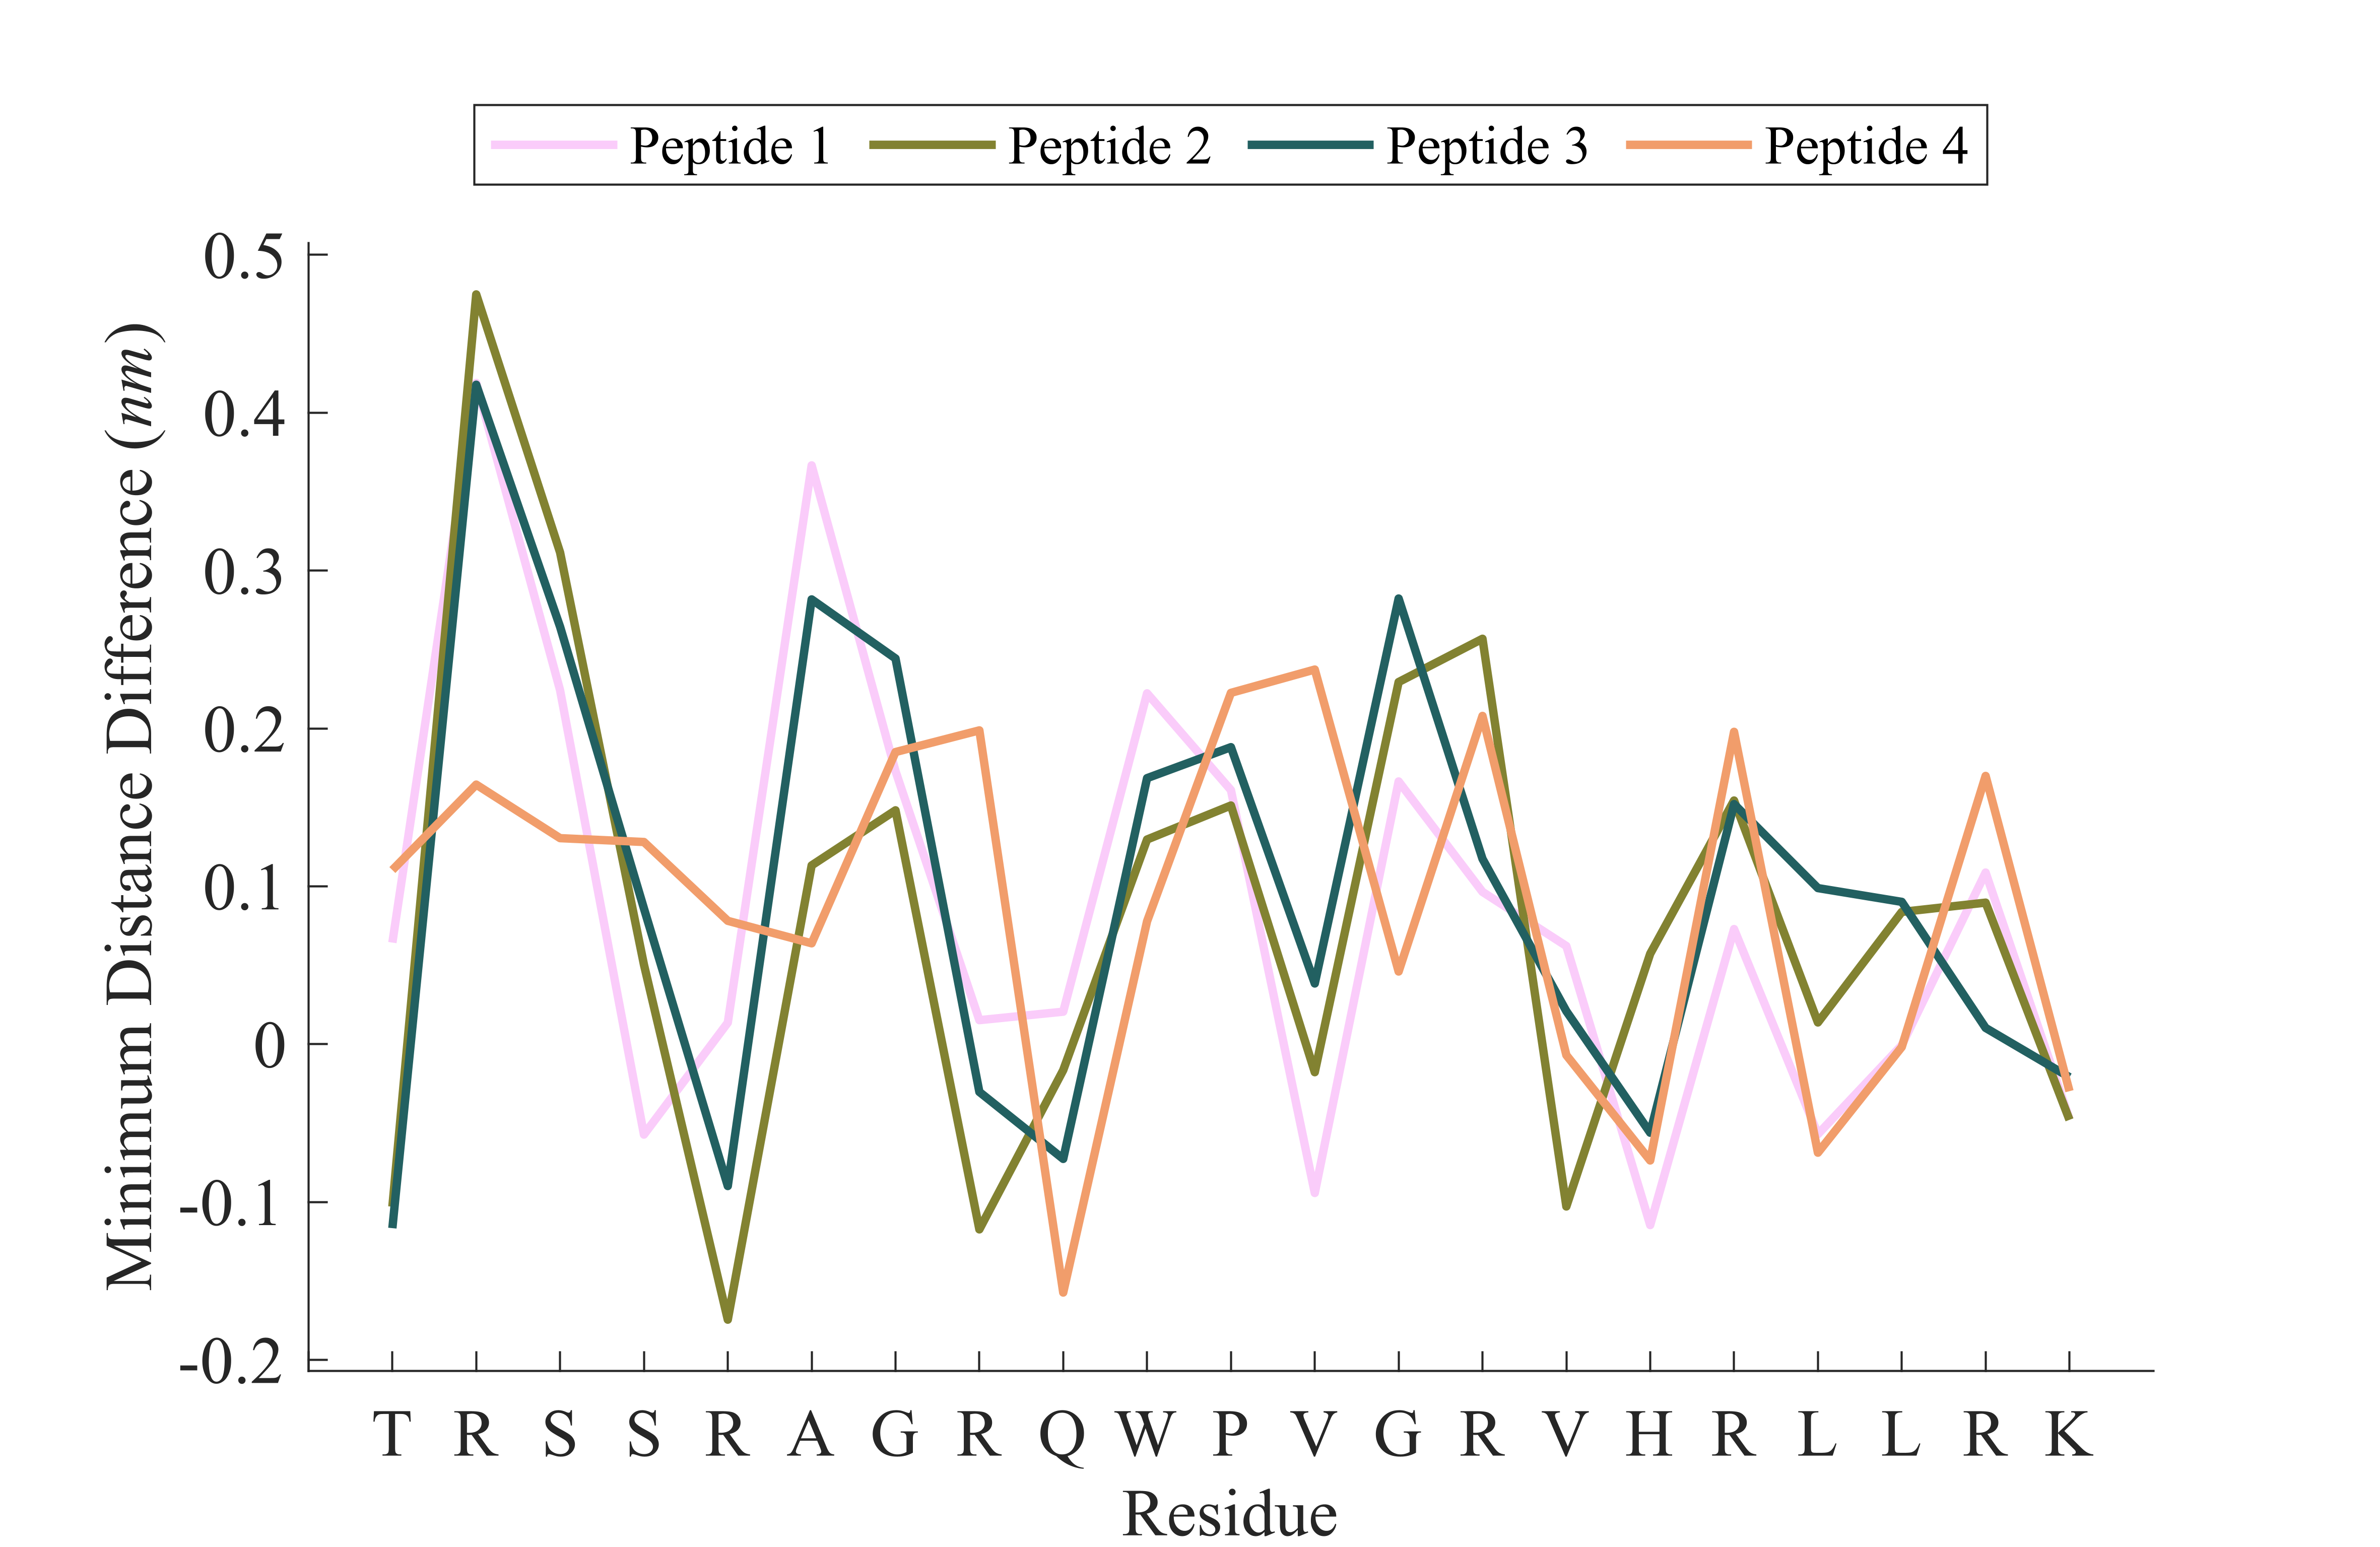 Peptide 1 Peptide 2 Peptide 3 Peptide 4
Minimum Distance Difference (nm)
0.5
0.4
0.3
0.2
0.1
0
-0.1
-0.2
T R S S R A G R Q W P V G R V H R L L R K
Residue